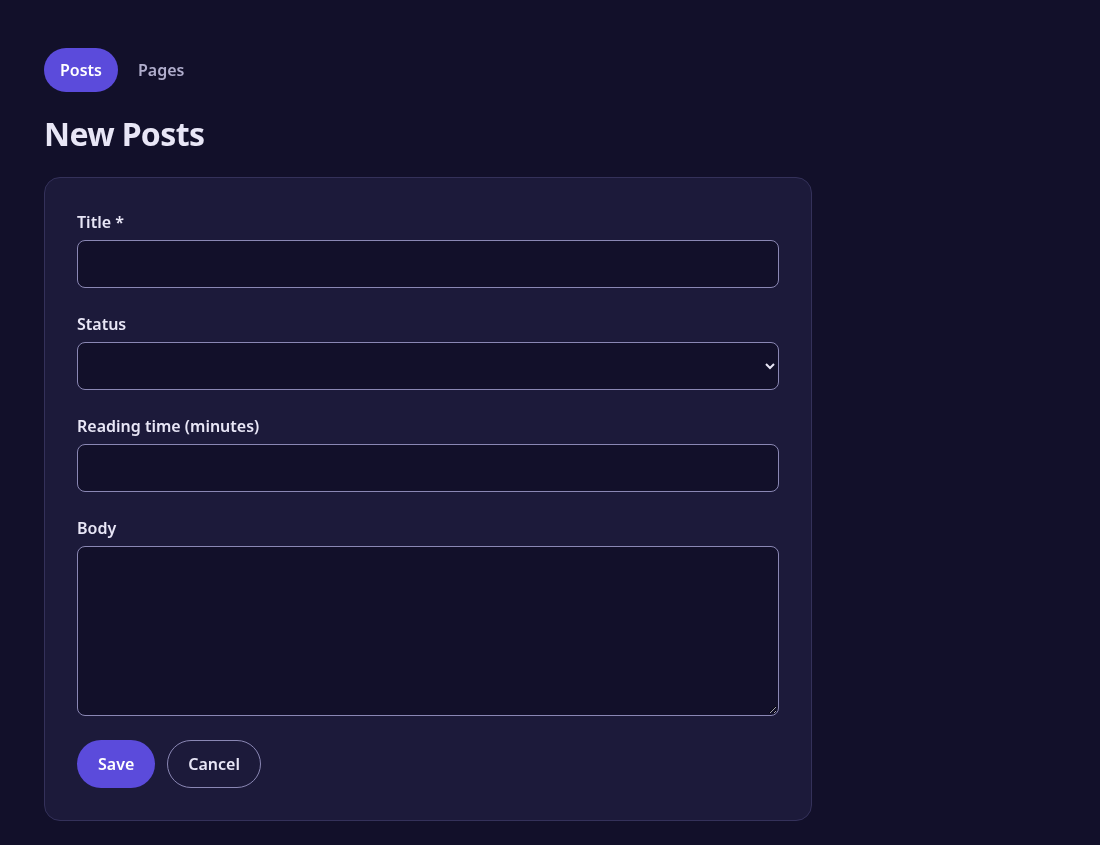 Posts Pages
New Posts
Title *
Status
Reading time (minutes)
Body
Save Cancel